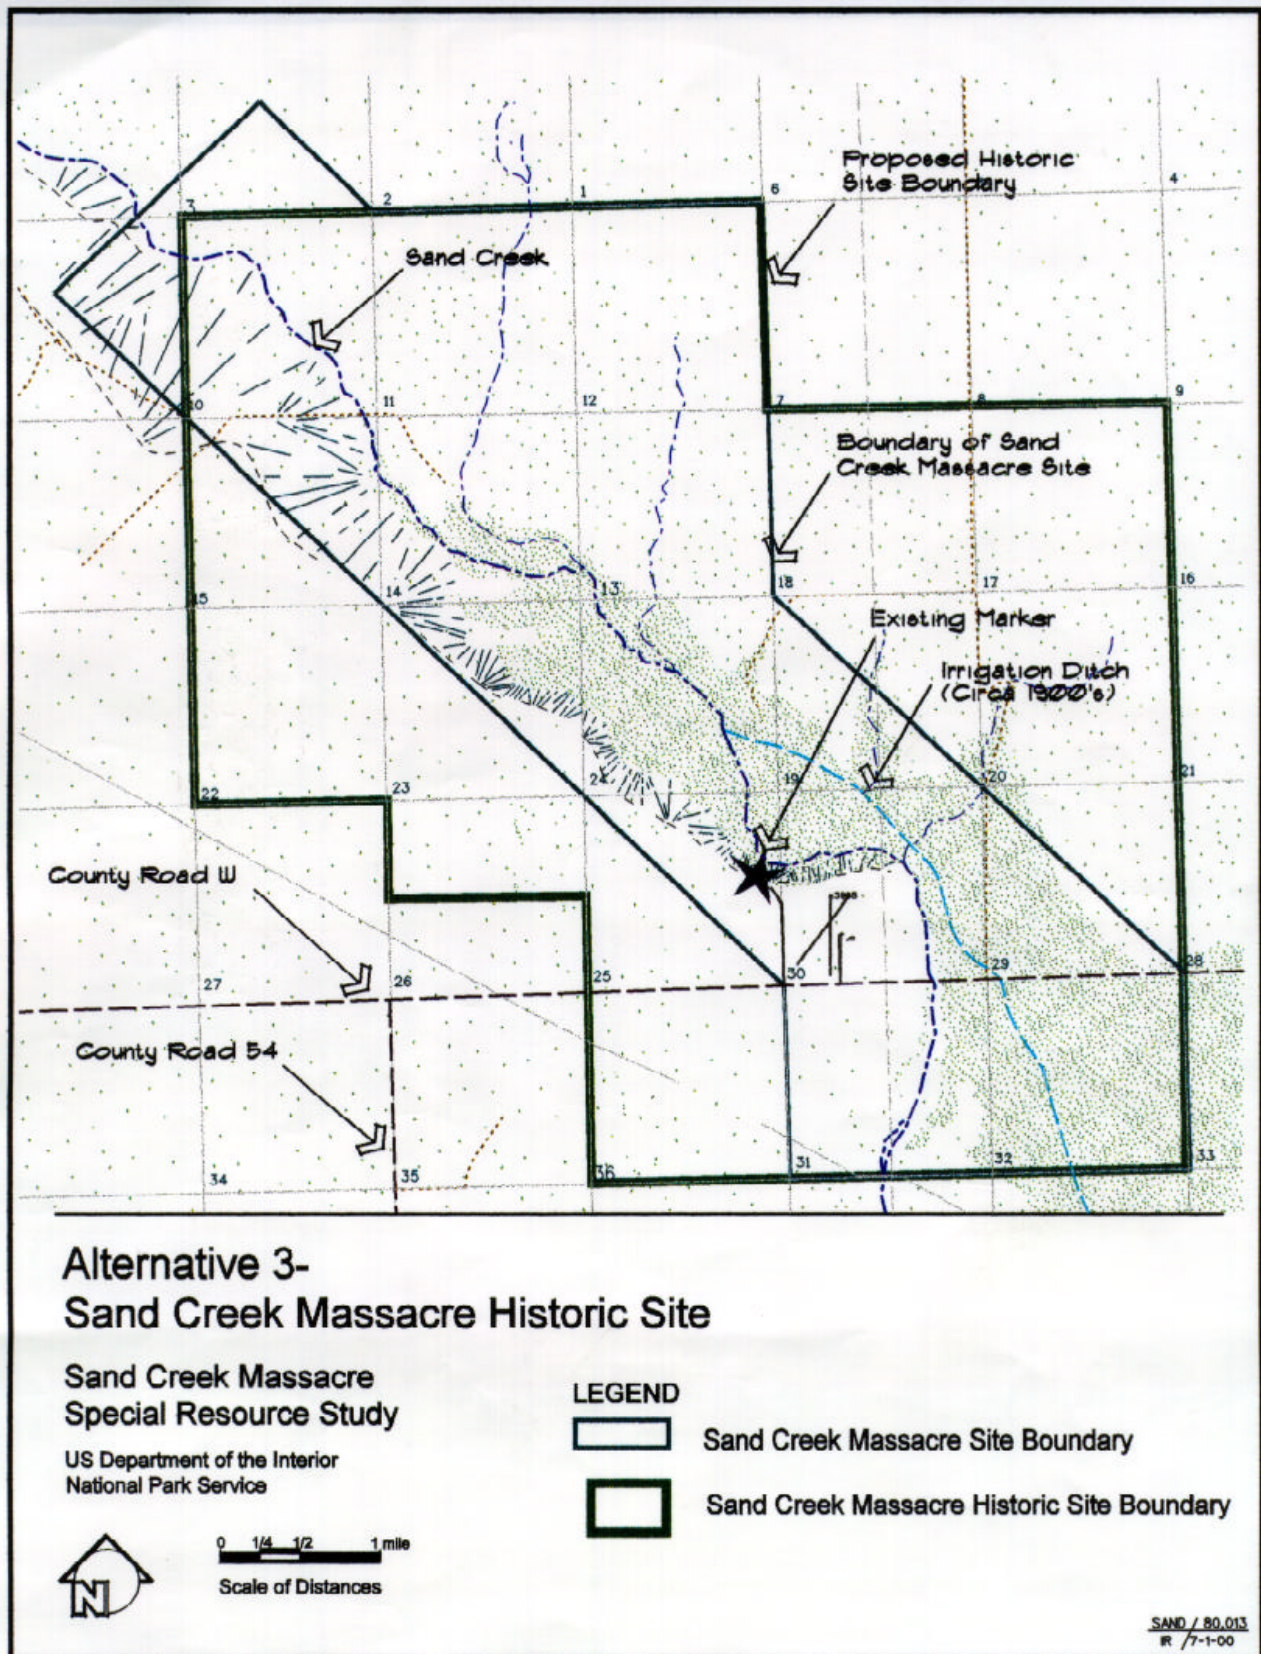 4
Proposed Historic
Site Boundary
6
1
2
3
Sand Creek
9
8
7
12
11
10
Boundary of Sand
Creek Massacre Site
16
17
18
13
14
15
Existing Marker
Irrigation Ditch
(Circa 1900's)
21
20
19
24
23
22
County Road W
28
29
30
25
26
27
County Road 54
33
32
31
36
35
34
Alternative 3-
Sand Creek Massacre Historic Site
Sand Creek Massacre
Special Resource Study
US Department of the Interior
National Park Service
LEGEND
Sand Creek Massacre Site Boundary
Sand Creek Massacre Historic Site Boundary
N
0 1/4 1/2 1 mile
Scale of Distances
SAND / 80,013
IR / 7-1-00